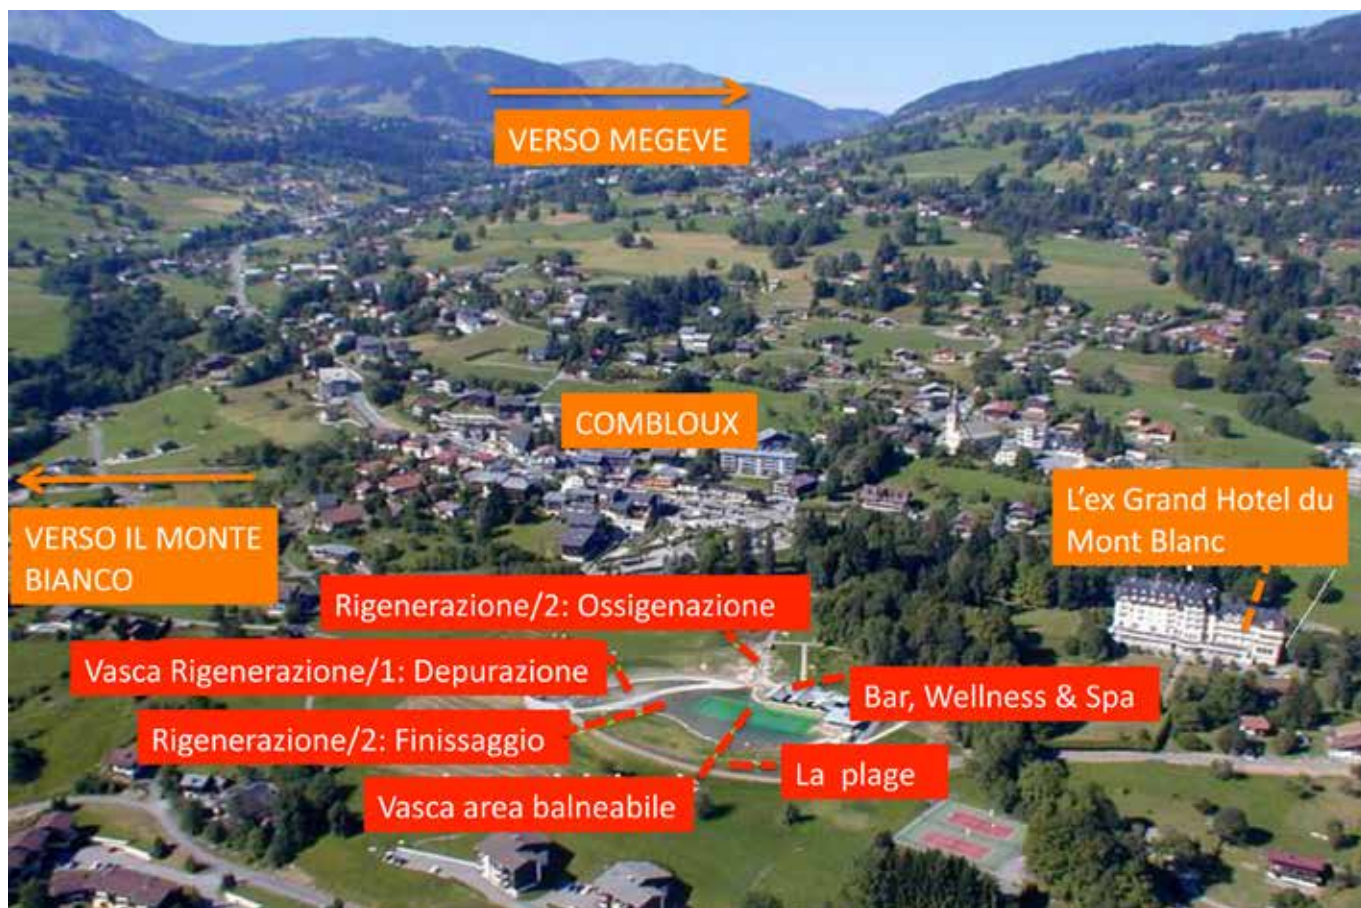 VERSO MEGEVE
COMBLOUX
L'ex Grand Hotel du
Mont Blanc
VERSO IL MONTE
BIANCO
Rigenerazione/2: Ossigenazione
Vasca Rigenerazione/1: Depurazione
Bar, Wellness & Spa
Rigenerazione/2: Finissaggio
La plage
Vasca area balneabile